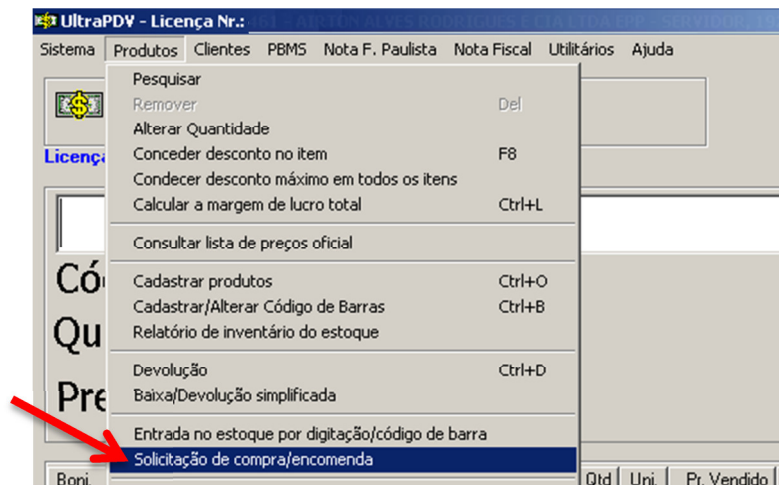 UltraPDV - Licença Nr.:
Sistema Produtos Clientes PBMS Nota F. Paulista Nota Fiscal Utilitários Ajuda
Pesquisar
Remover Del
Alterar Quantidade
Licença
Conceder desconto no item F8
Condecer desconto máximo em todos os itens
Calcular a margem de lucro total Ctrl+L
Consultar lista de preços oficial
Có
Cadastrar produtos Ctrl+O
Cadastrar/Alterar Código de Barras Ctrl+B
Qu
Relatório de inventário do estoque
Devolução Ctrl+D
Pre
Baixa/Devolução simplificada
Entrada no estoque por digitação/código de barra
Solicitação de compra/encomenda
Boni. Qtd Uni. Pr. Vendido